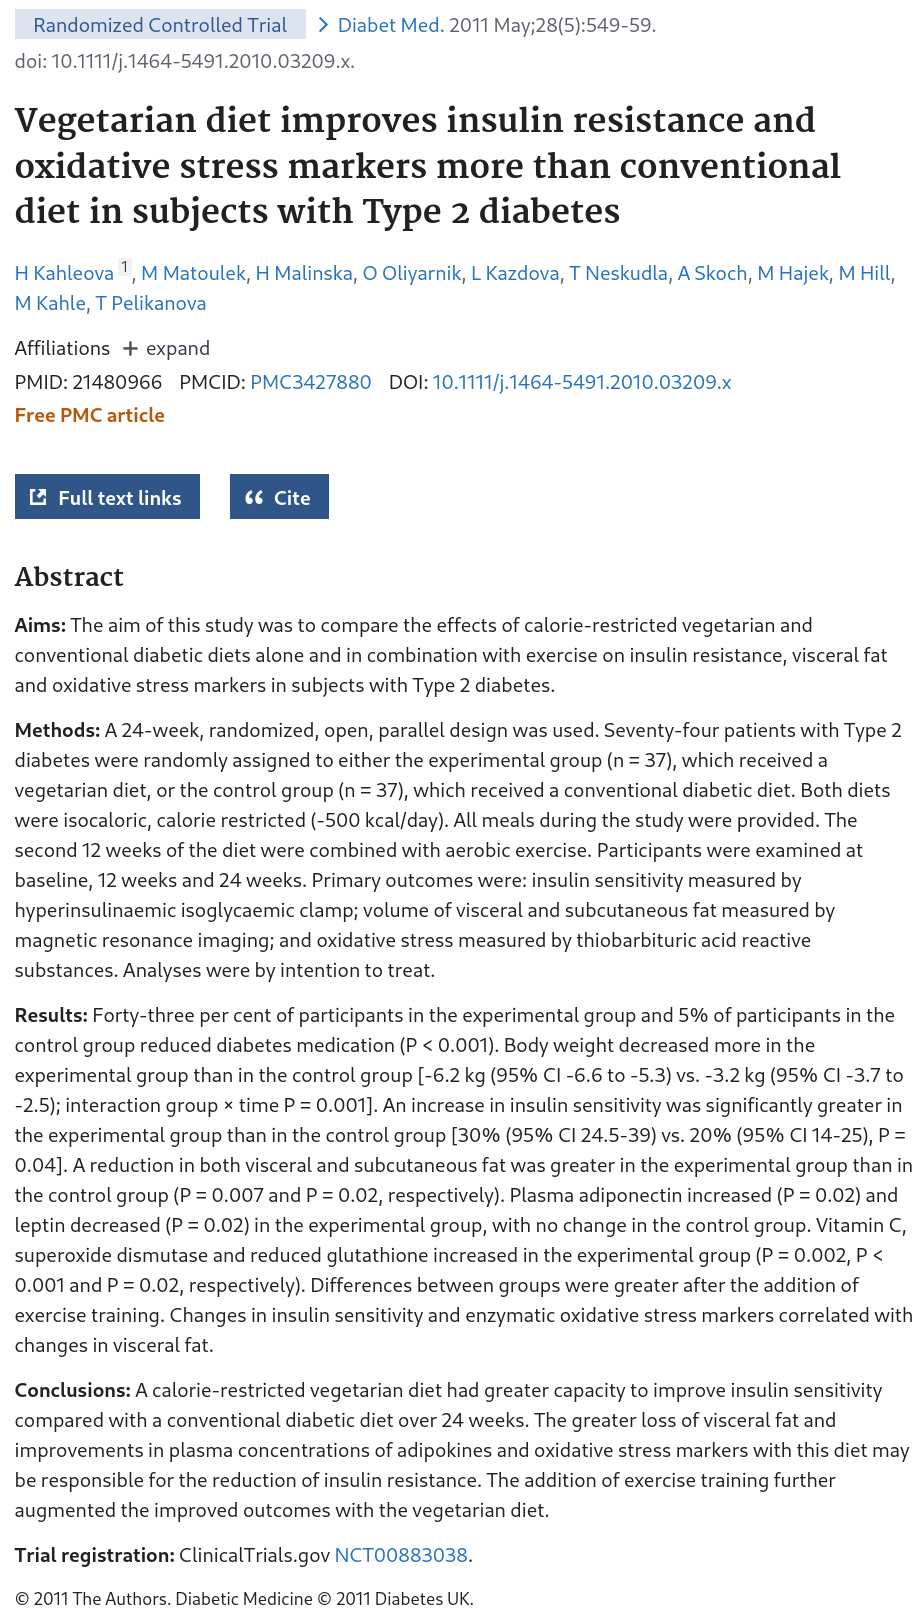 Randomized Controlled Trial > Diabet Med. 2011 May;28(5):549-59.
doi: 10.1111/j.1464-5491.2010.03209.x.
Vegetarian diet improves insulin resistance and
oxidative stress markers more than conventional
diet in subjects with Type 2 diabetes
H Kahleova 1, M Matoulek, H Malinska, O Oliyarnik, L Kazdova, T Neskudla, A Skoch, M Hajek, M Hill,
M Kahle, T Pelikanova
Affiliations + expand
PMID: 21480966 PMCID: PMC3427880 DOI: 10.1111/j.1464-5491.2010.03209.x
Free PMC article
Full text links Cite
Abstract
Aims: The aim of this study was to compare the effects of calorie-restricted vegetarian and
conventional diabetic diets alone and in combination with exercise on insulin resistance, visceral fat
and oxidative stress markers in subjects with Type 2 diabetes.
Methods: A 24-week, randomized, open, parallel design was used. Seventy-four patients with Type 2
diabetes were randomly assigned to either the experimental group (n = 37), which received a
vegetarian diet, or the control group (n = 37), which received a conventional diabetic diet. Both diets
were isocaloric, calorie restricted (-500 kcal/day). All meals during the study were provided. The
second 12 weeks of the diet were combined with aerobic exercise. Participants were examined at
baseline, 12 weeks and 24 weeks. Primary outcomes were: insulin sensitivity measured by
hyperinsulinaemic isoglycaemic clamp; volume of visceral and subcutaneous fat measured by
magnetic resonance imaging; and oxidative stress measured by thiobarbituric acid reactive
substances. Analyses were by intention to treat.
Results: Forty-three per cent of participants in the experimental group and 5% of participants in the
control group reduced diabetes medication (P < 0.001). Body weight decreased more in the
experimental group than in the control group [-6.2 kg (95% CI -6.6 to -5.3) vs. -3.2 kg (95% CI -3.7 to
-2.5); interaction group × time P = 0.001]. An increase in insulin sensitivity was significantly greater in
the experimental group than in the control group [30% (95% CI 24.5-39) vs. 20% (95% CI 14-25), P =
0.04]. A reduction in both visceral and subcutaneous fat was greater in the experimental group than in
the control group (P = 0.007 and P = 0.02, respectively). Plasma adiponectin increased (P = 0.02) and
leptin decreased (P = 0.02) in the experimental group, with no change in the control group. Vitamin C,
superoxide dismutase and reduced glutathione increased in the experimental group (P = 0.002, P <
0.001 and P = 0.02, respectively). Differences between groups were greater after the addition of
exercise training. Changes in insulin sensitivity and enzymatic oxidative stress markers correlated with
changes in visceral fat.
Conclusions: A calorie-restricted vegetarian diet had greater capacity to improve insulin sensitivity
compared with a conventional diabetic diet over 24 weeks. The greater loss of visceral fat and
improvements in plasma concentrations of adipokines and oxidative stress markers with this diet may
be responsible for the reduction of insulin resistance. The addition of exercise training further
augmented the improved outcomes with the vegetarian diet.
Trial registration: ClinicalTrials.gov NCT00883038.
© 2011 The Authors. Diabetic Medicine © 2011 Diabetes UK.